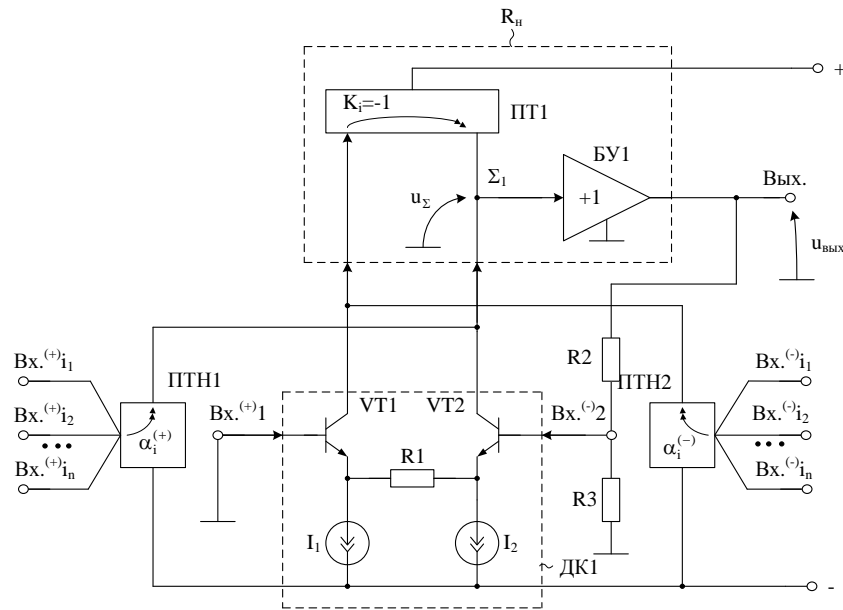 Rн
+
Ki=-1
ПТ1
БУ1
Σ1
Вых.
uΣ
+1
uвых
R2
Вх.(+)i1
ПТН1
ПТН2
Вх.(-)i1
VT1
VT2
Вх.(+)1
Вх.(-)2
Вх.(+)i2
αi(+)
αi(-)
Вх.(-)i2
R1
Вх.(+)in
Вх.(-)in
R3
I1
I2
ДК1
-